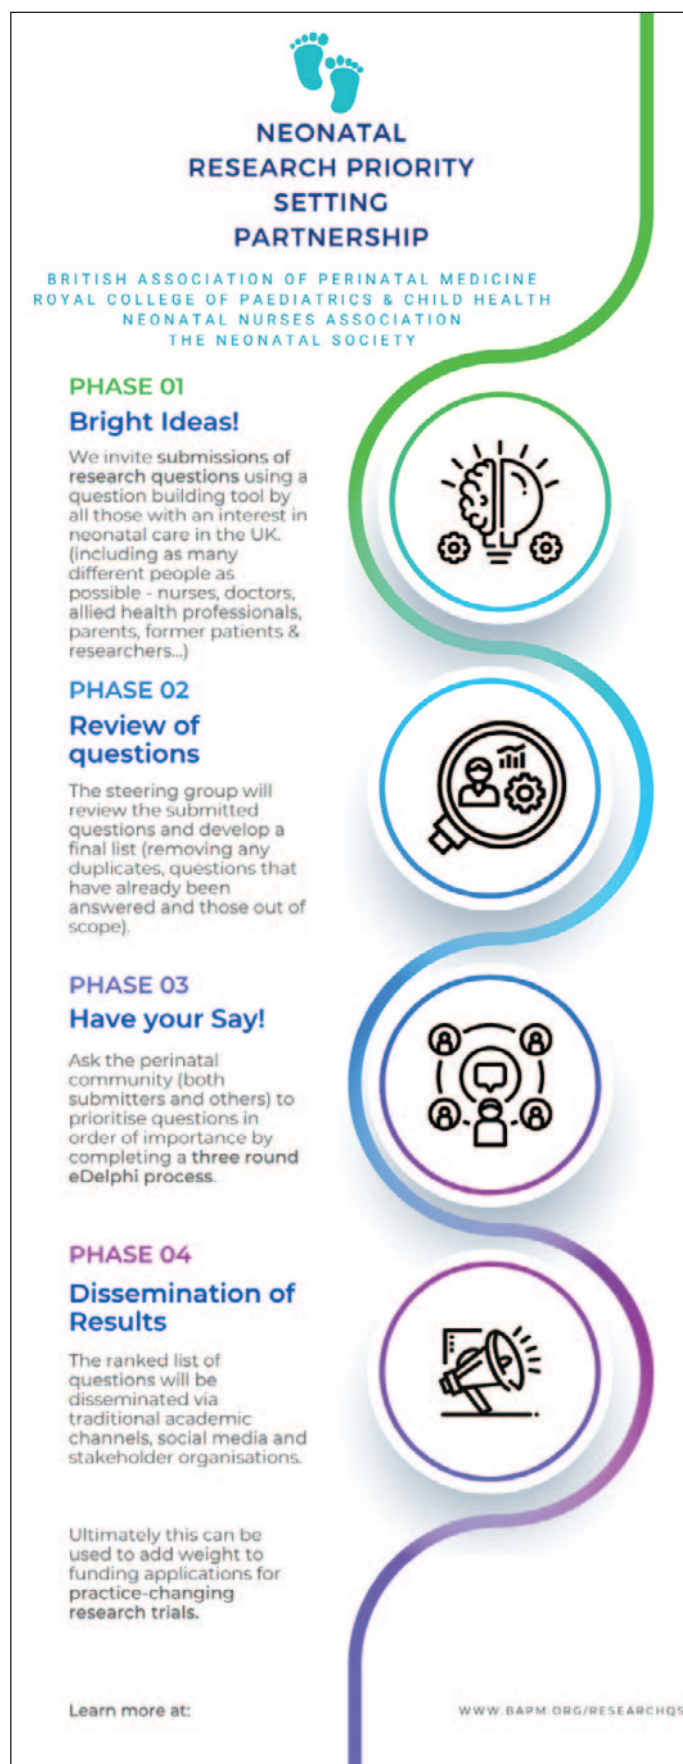 NEONATAL
RESEARCH PRIORITY
SETTING
PARTNERSHIP
BRITISH ASSOCIATION OF PERINATAL MEDICINE
ROYAL COLLEGE OF PAEDIATRICS & CHILD HEALTH
NEONATAL NURSES ASSOCIATION
THE NEONATAL SOCIETY
PHASE 01
Bright Ideas!
We invite submissions of
research questions using a
question building tool by
all those with an interest in
neonatal care in the UK.
(including as many
different people as
possible - nurses, doctors,
allied health professionals,
parents, former patients &
researchers...)
PHASE 02
Review of
questions
The steering group will
review the submitted
questions and develop a
final list (removing any
duplicates, questions that
have already been
answered and those out of
scope).
PHASE 03
Have your Say!
Ask the perinatal
community (both
submitters and others) to
prioritise questions in
order of importance by
completing a three round
eDelphi process.
PHASE 04
Dissemination of
Results
The ranked list of
questions will be
disseminated via
traditional academic
channels, social media and
stakeholder organisations.
Ultimately this can be
used to add weight to
funding applications for
practice-changing
research trials.
Learn more at:
WWW.BAPM.ORG/RESEARCHQS